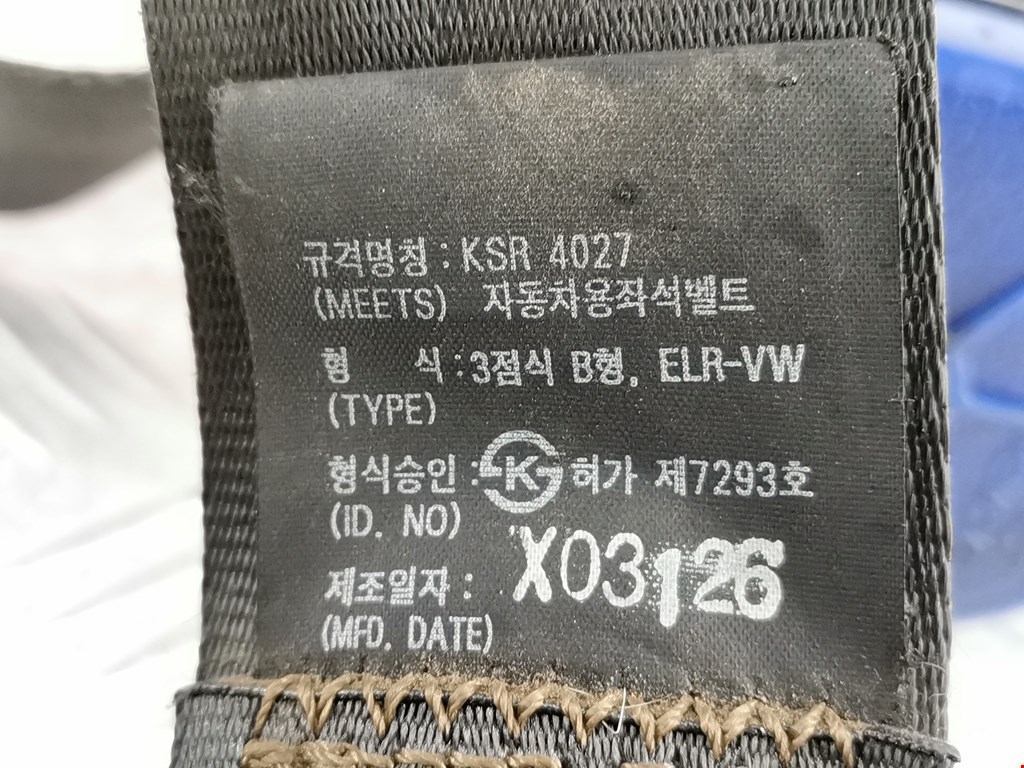 규격명칭 : KSR 4027
(MEETS) 자동차용좌석벨트
형 식 : 3점식 B형, ELR-VW
(TYPE)
형식승인 : K 허가 제7293호
(ID. NO)
제조일자 : X03126
(MFD. DATE)